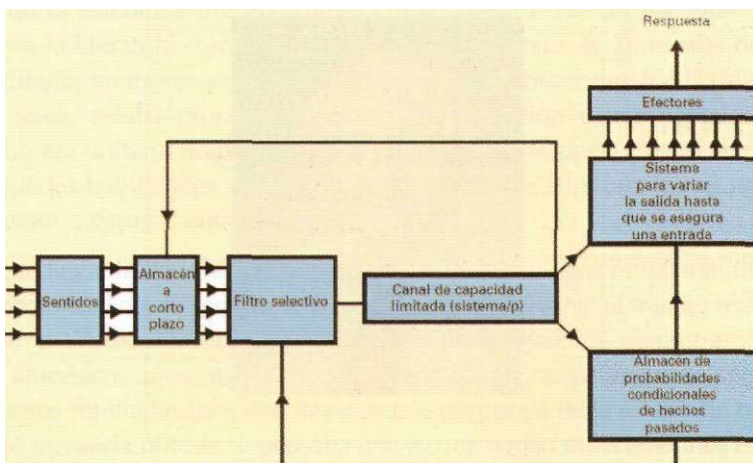 Respuesta
Efectores
Sistema
para variar
la salida hasta
que se asegura
una entrada
Sentidos
Almacén
a
corto
plazo
Filtro selectivo
Canal de capacidad
limitada (sistema/p)
Almacén de
probabilidades
condicionales
de hechos
pasados